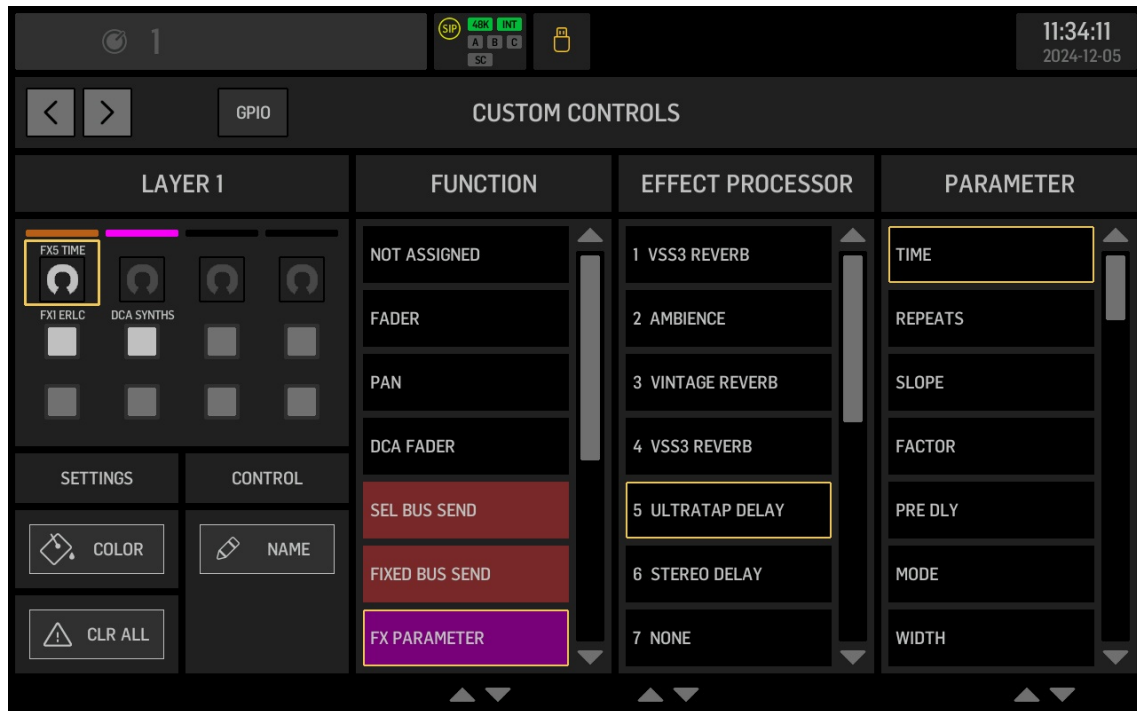 1
SIP
48K INT
A B C
SC
11:34:11
2024-12-05
GPIO
CUSTOM CONTROLS
LAYER 1
FX5 TIME
FX1 ERLC
DCA SYNTHS
SETTINGS
CONTROL
COLOR
NAME
CLR ALL
FUNCTION
NOT ASSIGNED
FADER
PAN
DCA FADER
SEL BUS SEND
FIXED BUS SEND
FX PARAMETER
EFFECT PROCESSOR
1 VSS3 REVERB
2 AMBIENCE
3 VINTAGE REVERB
4 VSS3 REVERB
5 ULTRATAP DELAY
6 STEREO DELAY
7 NONE
PARAMETER
TIME
REPEATS
SLOPE
FACTOR
PRE DLY
MODE
WIDTH